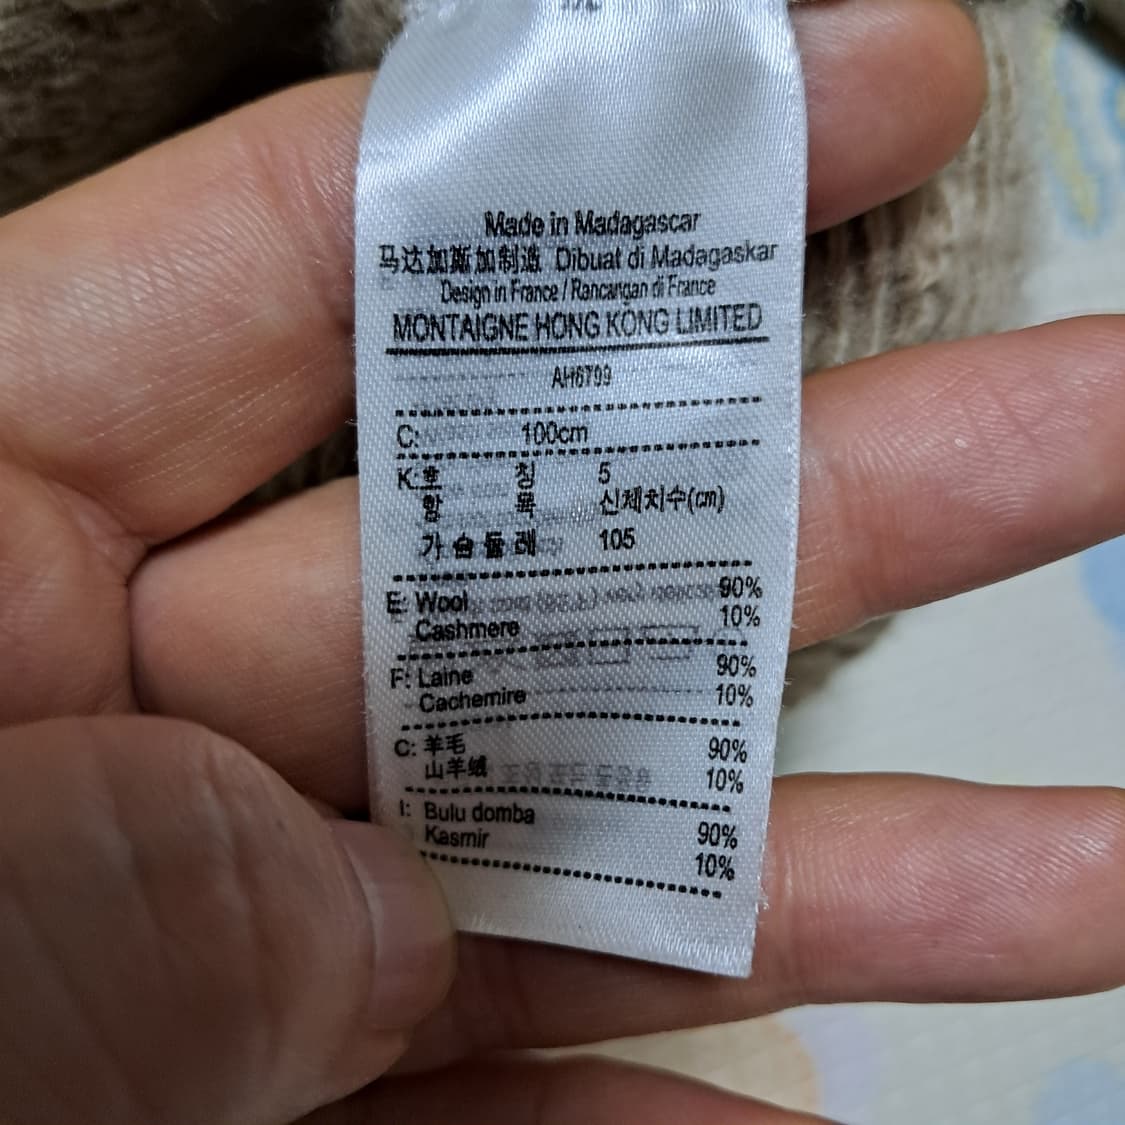 Made in Madagascar
马达加斯加制造 Dibuat di Madagaskar
Design in France / Rancangan di France
MONTAIGNE HONG KONG LIMITED
AH6799
C: 100cm
K: 호 칭 5
항 목 신체치수(cm)
가슴둘레 105
E: Wool 90%
Cashmere 10%
F: Laine 90%
Cachemire 10%
C: 羊毛 90%
山羊绒 10%
I: Bulu domba 90%
Kasmir 10%